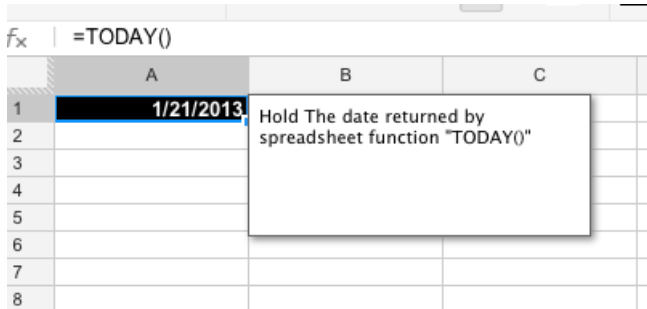 fx =TODAY()
A B C
1 1/21/2013 Hold The date returned by
2 spreadsheet function "TODAY()"
3
4
5
6
7
8